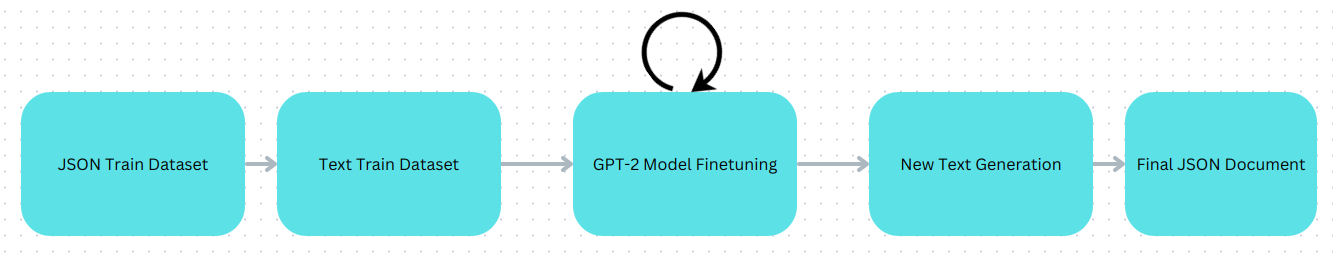 JSON Train Dataset
Text Train Dataset
GPT-2 Model Finetuning
New Text Generation
Final JSON Document